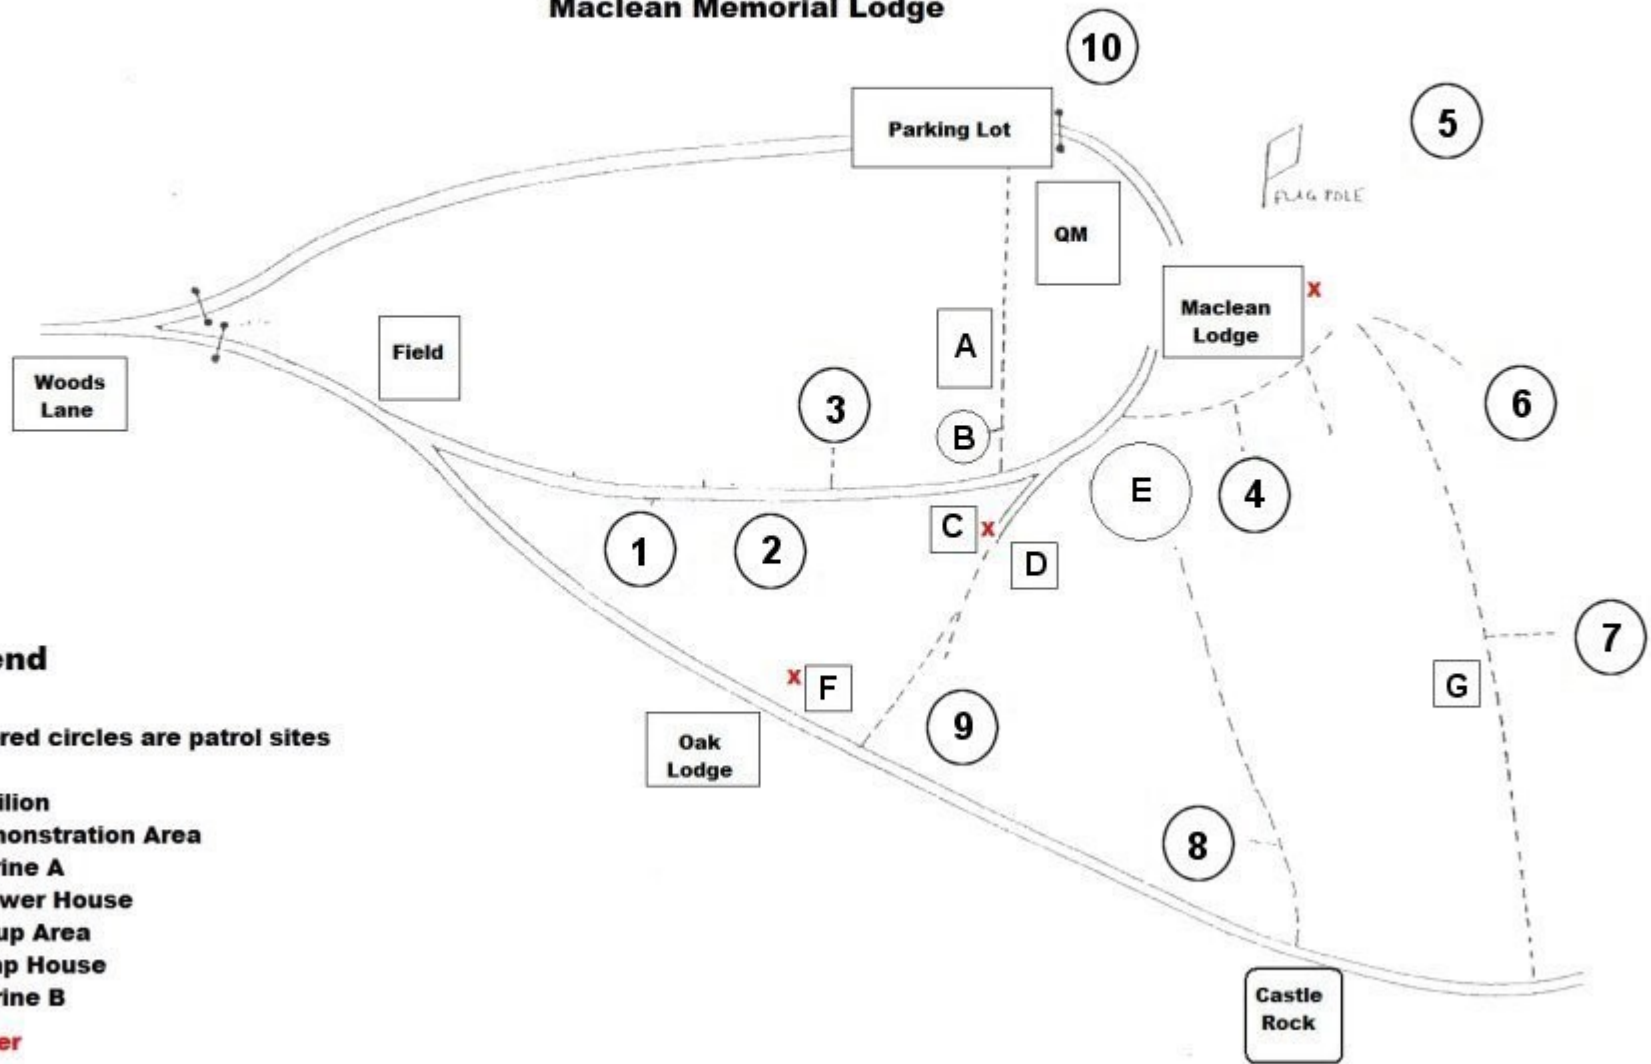 Maclean Memorial Lodge
10
Parking Lot
5
FLAG POLE
QM
Maclean
Lodge
x
Field
A
Woods
Lane
3
6
B
E
4
C
x
1
2
D
end
7
x
F
G
9
red circles are patrol sites
Oak
Lodge
ilion
nonstration Area
rine A
8
wer House
up Area
np House
rine B
Castle
Rock
er